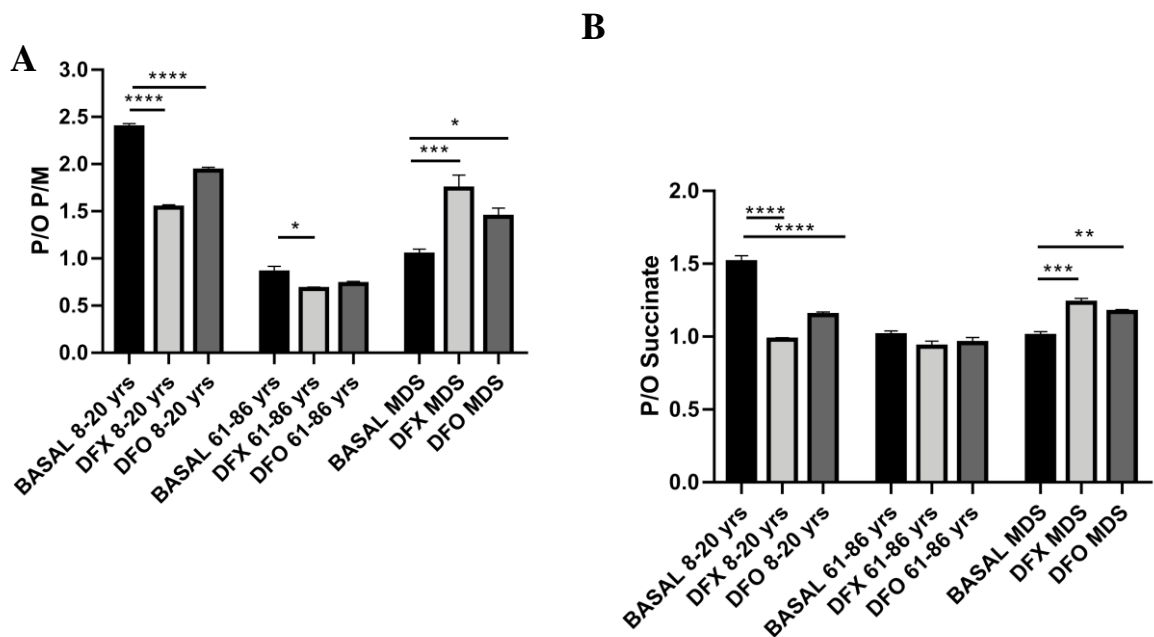 A
P/O P/M
3.0
2.5
2.0
1.5
1.0
0.5
0.0
****
****
*
*
***
BASAL 8-20 yrs
DFX 8-20 yrs
DFO 8-20 yrs
BASAL 61-86 yrs
DFX 61-86 yrs
DFO 61-86 yrs
BASAL MDS
DFX MDS
DFO MDS
B
P/O Succinate
2.0
1.5
1.0
0.5
0.0
****
****
**
***
BASAL 8-20 yrs
DFX 8-20 yrs
DFO 8-20 yrs
BASAL 61-86 yrs
DFX 61-86 yrs
DFO 61-86 yrs
BASAL MDS
DFX MDS
DFO MDS